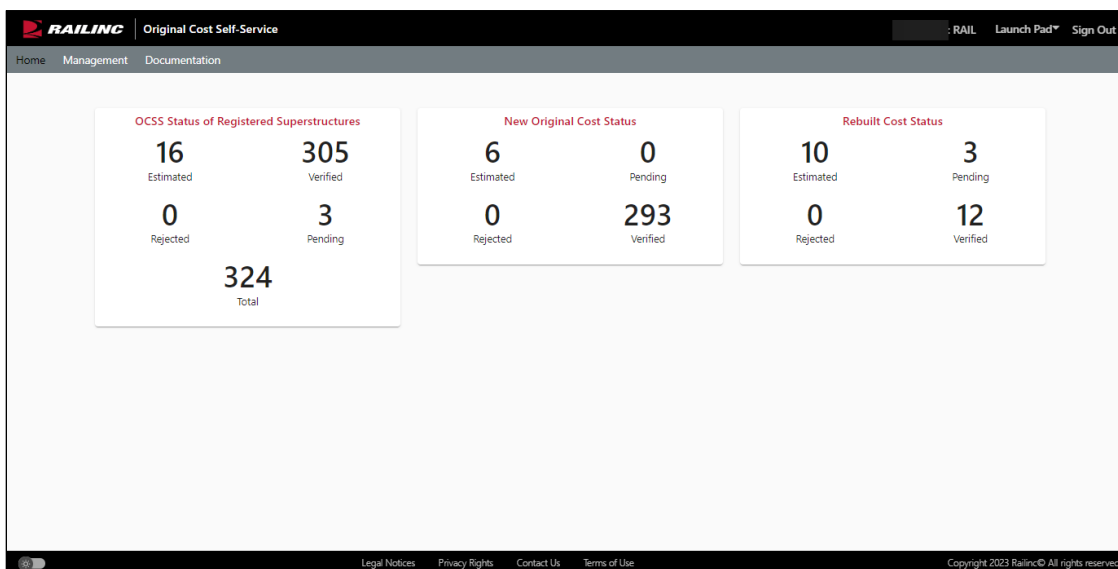 RAILINC Original Cost Self-Service : RAIL Launch Pad Sign Out
Home Management Documentation
OCSS Status of Registered Superstructures
16 305
Estimated Verified
0 3
Rejected Pending
324
Total
New Original Cost Status
6 0
Estimated Pending
0 293
Rejected Verified
Rebuilt Cost Status
10 3
Estimated Pending
0 12
Rejected Verified
Legal Notices Privacy Rights Contact Us Terms of Use Copyright 2023 Railinc© All rights reserved